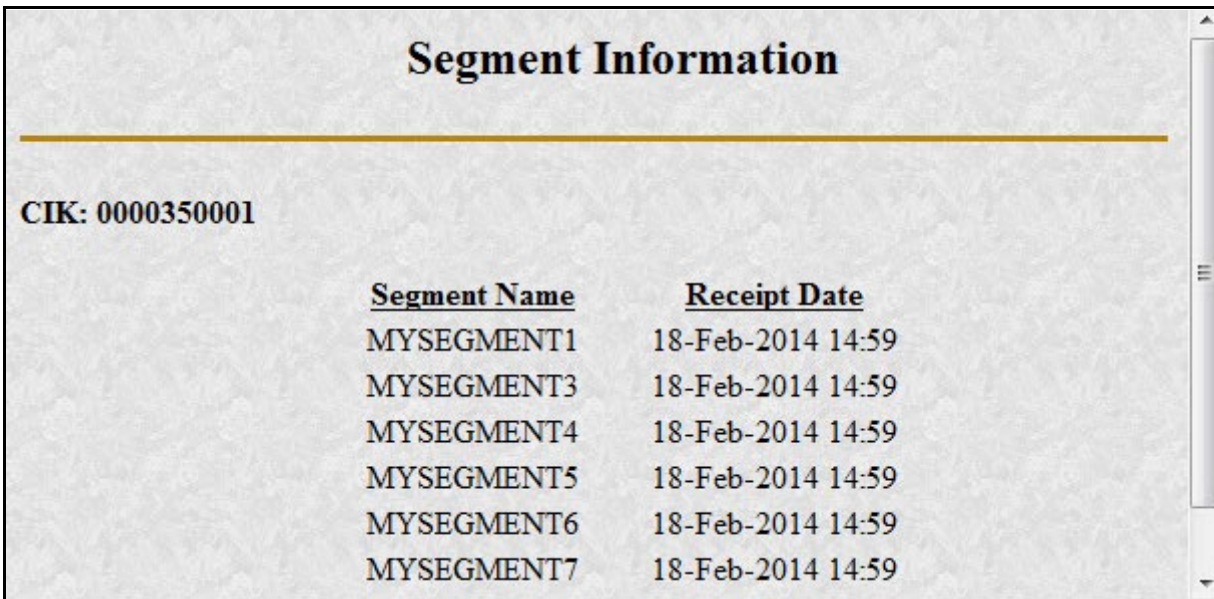 Segment Information
CIK: 0000350001
Segment Name Receipt Date
MYSEGMENT1 18-Feb-2014 14:59
MYSEGMENT3 18-Feb-2014 14:59
MYSEGMENT4 18-Feb-2014 14:59
MYSEGMENT5 18-Feb-2014 14:59
MYSEGMENT6 18-Feb-2014 14:59
MYSEGMENT7 18-Feb-2014 14:59